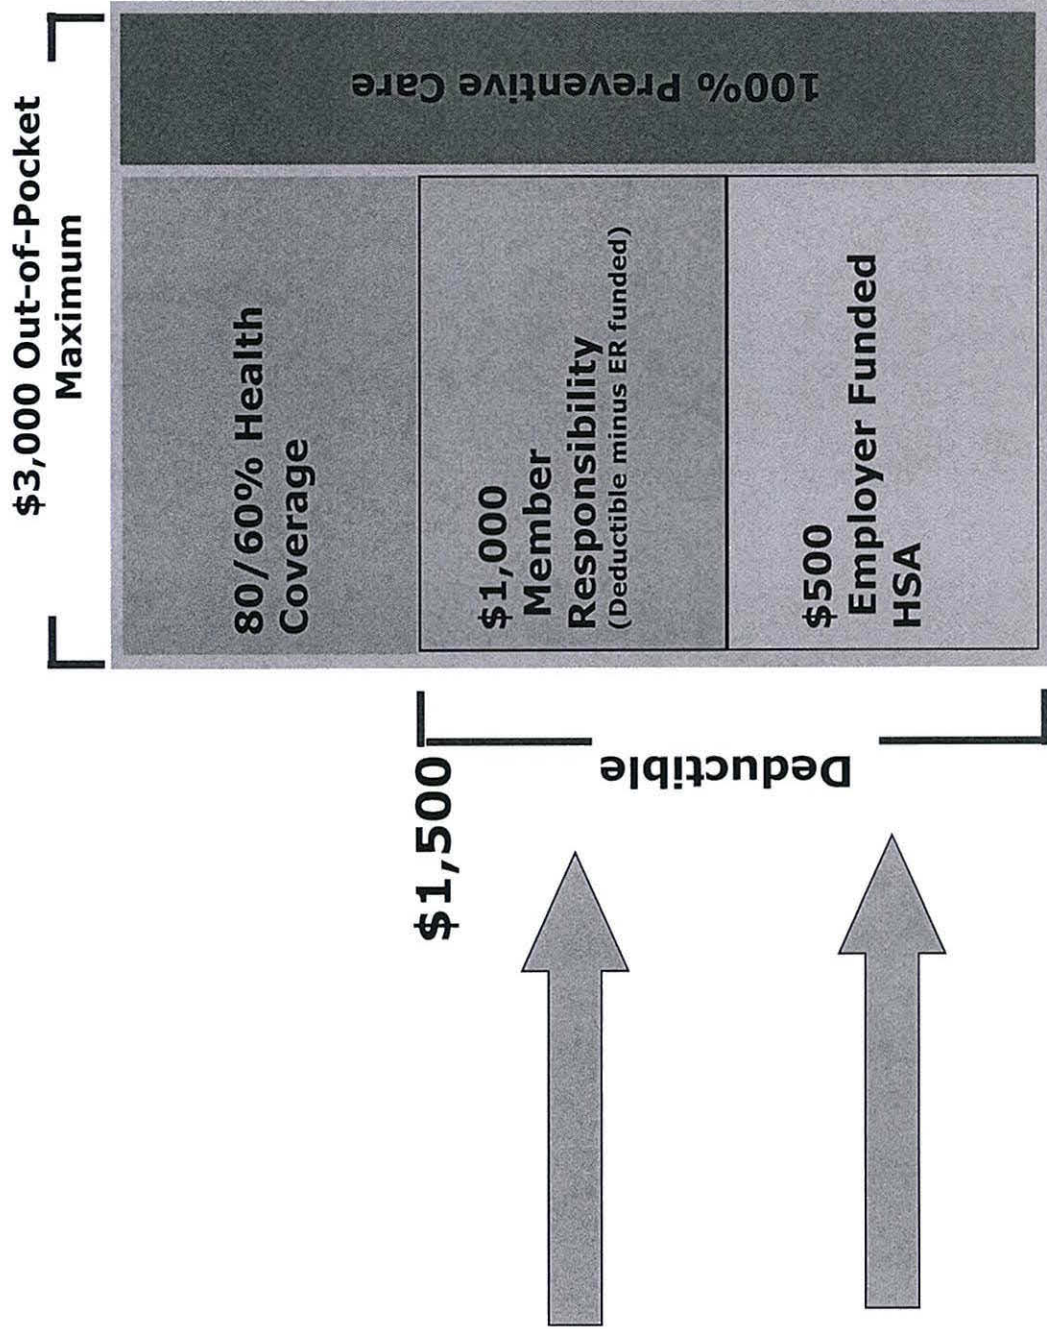 $3,000 Out-of-Pocket
Maximum
100% Preventive Care
80/60% Health
Coverage
$1,500
Deductible
$1,000
Member
Responsibility
(Deductible minus ER funded)
$500
Employer Funded
HSA